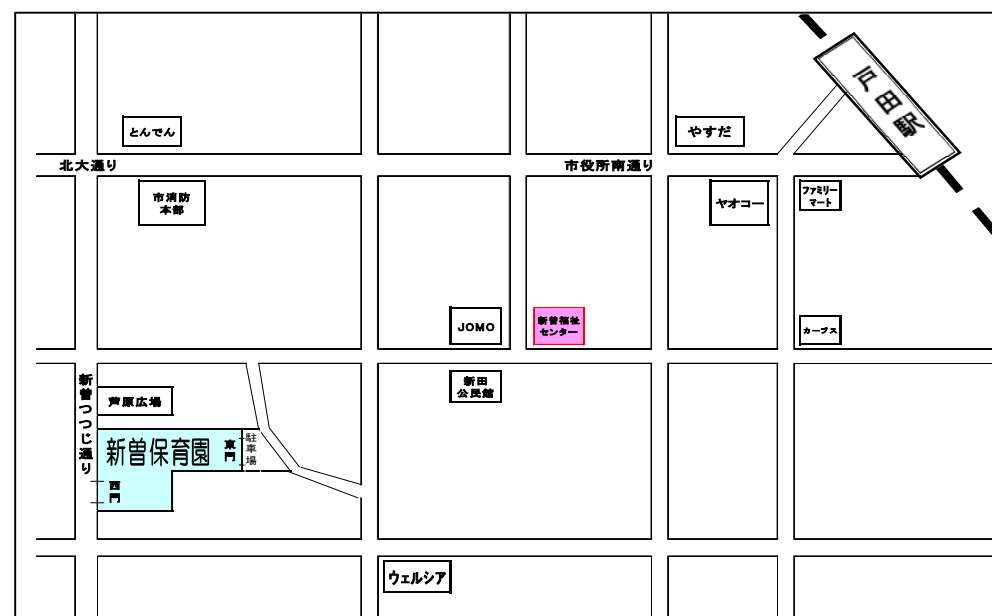 戸田駅
とんでん
やすだ
北大通り
市役所南通り
市消防
本部
ヤオコー
ファミリー
マート
JOMO
新曽福祉
センター
カーブス
新曽つつじ通り
芦原広場
新田
公民館
新曽保育園
東門
駐車場
西門
ウェルシア